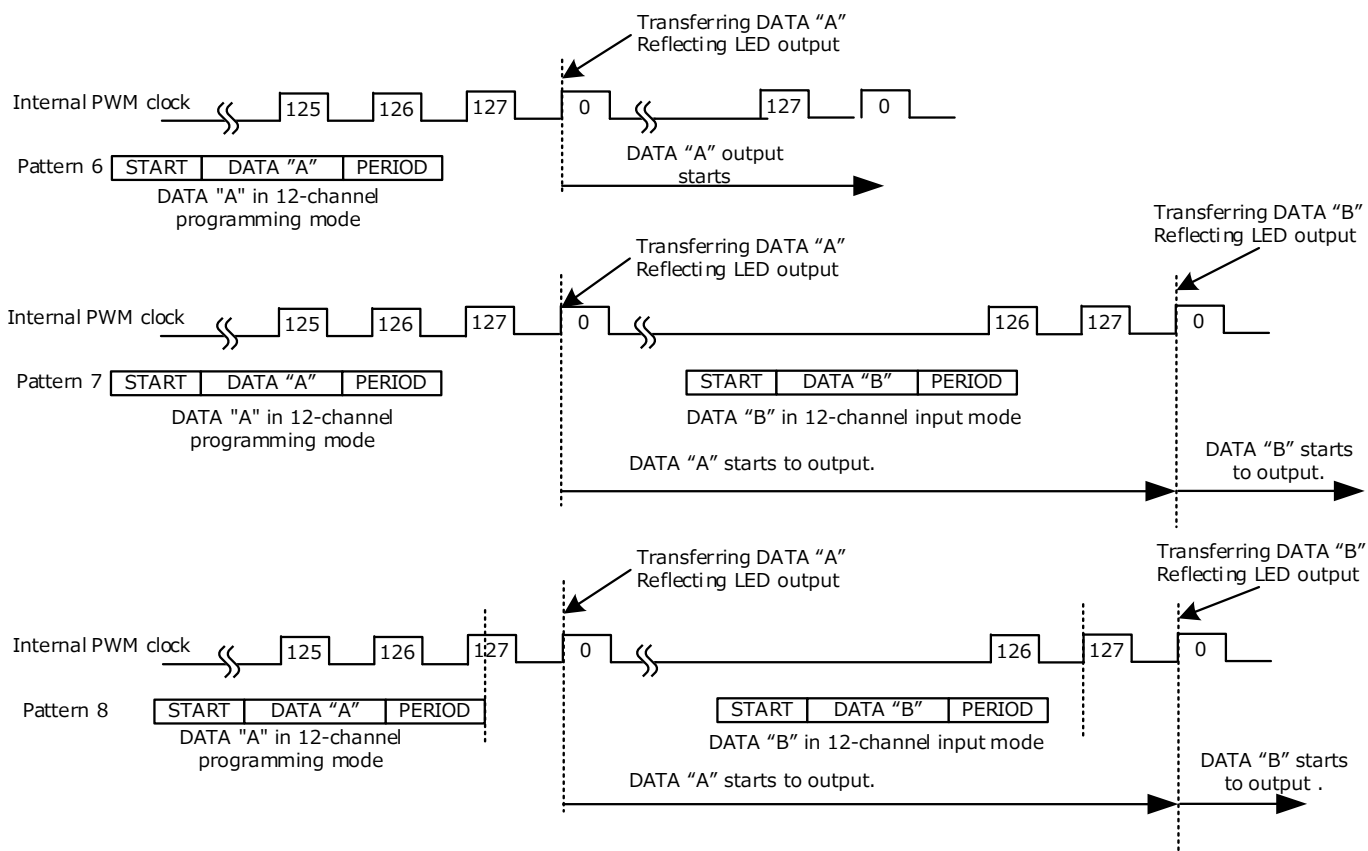 Transferring DATA “A”
Reflecting LED output
Internal PWM clock
125
126
127
0
127
0
DATA “A” output
starts
Pattern 6
START
DATA “A”
PERIOD
DATA "A" in 12-channel
programming mode
Transferring DATA “A”
Reflecting LED output
Transferring DATA “B”
Reflecting LED output
Internal PWM clock
125
126
127
0
126
127
0
Pattern 7
START
DATA “A”
PERIOD
START
DATA “B”
PERIOD
DATA "A" in 12-channel
programming mode
DATA “B” in 12-channel input mode
DATA “A” starts to output.
DATA “B” starts
to output.
Transferring DATA “A”
Reflecting LED output
Transferring DATA “B”
Reflecting LED output
Internal PWM clock
125
126
127
0
126
127
0
Pattern 8
START
DATA “A”
PERIOD
START
DATA “B”
PERIOD
DATA "A" in 12-channel
programming mode
DATA “B” in 12-channel input mode
DATA “A” starts to output.
DATA “B” starts
to output .